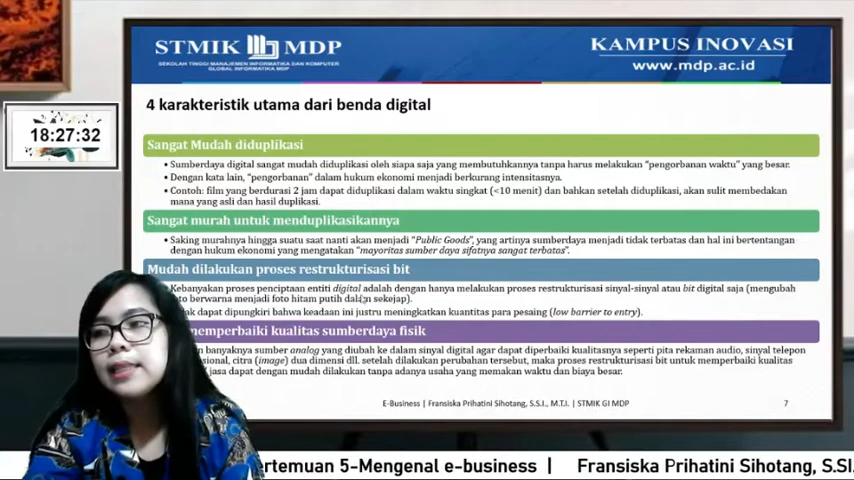 STMIK MDP
SEKOLAH TINGGI MANAJEMEN INFORMATIKA DAN KOMPUTER
GLOBAL INFORMATIKA MDP
KAMPUS INOVASI
www.mdp.ac.id
4 karakteristik utama dari benda digital
18:27:32
Sangat Mudah diduplikasi
• Sumberdaya digital sangat mudah diduplikasi oleh siapa saja yang membutuhkannya tanpa harus melakukan "pengorbanan waktu" yang besar.
• Dengan kata lain, "pengorbanan" dalam hukum ekonomi menjadi berkurang intensitasnya.
• Contoh: film yang berdurasi 2 jam dapat diduplikasi dalam waktu singkat (<10 menit) dan bahkan setelah diduplikasi, akan sulit membedakan
mana yang asli dan hasil duplikasi.
Sangat murah untuk menduplikasikannya
• Saking murahnya hingga suatu saat nanti akan menjadi "Public Goods", yang artinya sumberdaya menjadi tidak terbatas dan hal ini bertentangan
dengan hukum ekonomi yang mengatakan "mayoritas sumber daya sifatnya sangat terbatas".
Mudah dilakukan proses restrukturisasi bit
Kebanyakan proses penciptaan entiti digital adalah dengan hanya melakukan proses restrukturisasi sinyal-sinyal atau bit digital saja (mengubah
berwarna menjadi foto hitam putih dalam sekejap).
dapat dipungkiri bahwa keadaan ini justru meningkatkan kuantitas para pesaing (low barrier to entry).
memperbaiki kualitas sumberdaya fisik
banyaknya sumber analog yang diubah ke dalam sinyal digital agar dapat diperbaiki kualitasnya seperti pita rekaman audio, sinyal telepon
citra (image) dua dimensi dll. setelah dilakukan perubahan tersebut, maka proses restrukturisasi bit untuk memperbaiki kualitas
jasa dapat dengan mudah dilakukan tanpa adanya usaha yang memakan waktu dan biaya besar.
E-Business | Fransiska Prihatini Sihotang, S.S.I., M.T.I. | STMIK GI MDP
7
ertemuan 5-Mengenal e-business | Fransiska Prihatini Sihotang, S.SI.